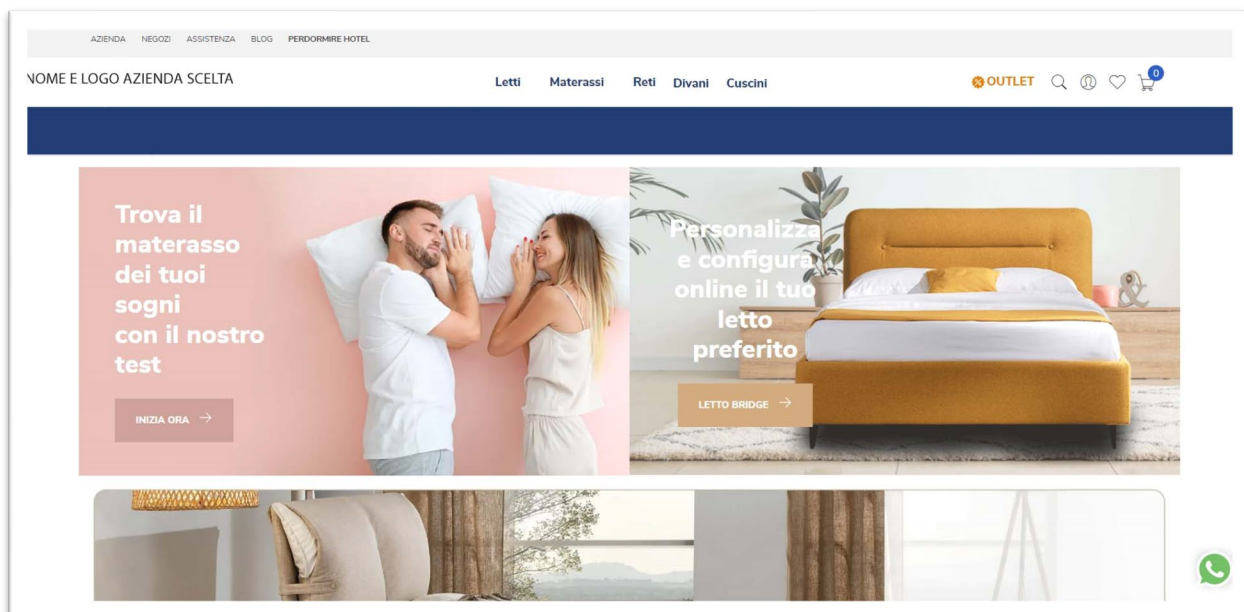 AZIENDA NEGOZI ASSISTENZA BLOG PERDORMIRE HOTEL
NOME E LOGO AZIENDA SCELTA
Letti Materassi Reti Divani Cuscini
OUTLET
0
Trova il
materasso
dei tuoi
sogni
con il nostro
test
INIZIA ORA
Personalizza
e configura
online il tuo
letto
preferito
LETTO BRIDGE
&